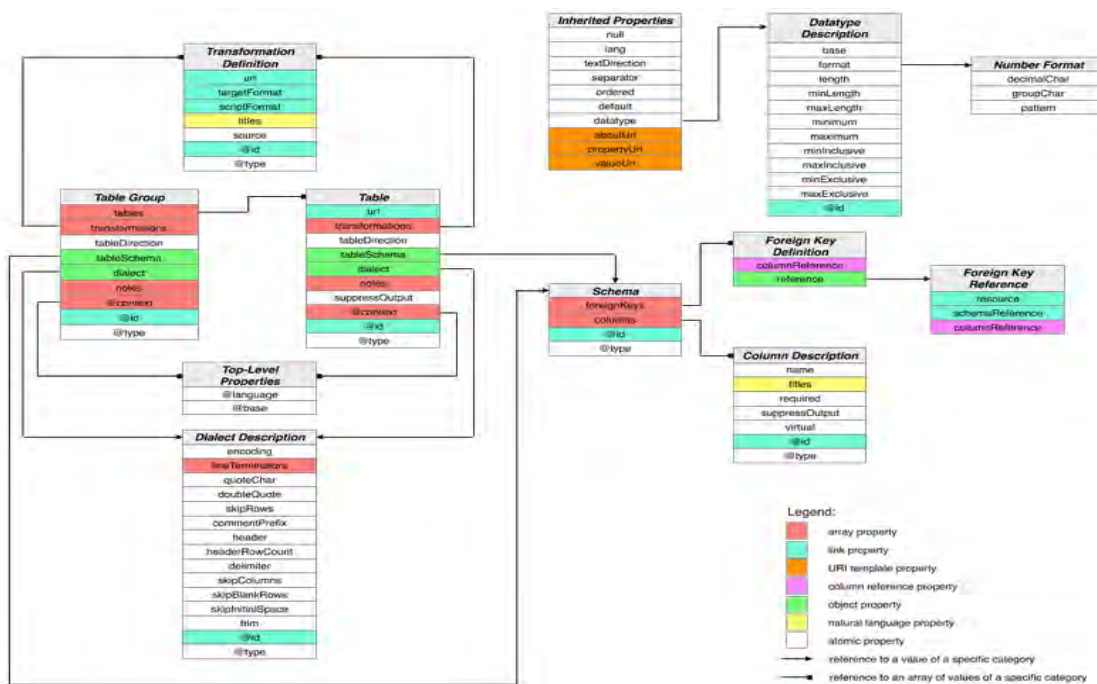 Transformation
Definition
url
targetFormat
scriptFormat
titles
source
@id
@type
Table Group
tables
transformations
tableDirection
tableSchema
dialect
notes
@context
@id
@type
Table
url
transformations
tableDirection
tableSchema
dialect
notes
suppressOutput
@context
@id
@type
Top-Level
Properties
@language
@base
Dialect Description
encoding
lineTerminators
quoteChar
doubleQuote
skipRows
commentPrefix
header
headerRowCount
delimiter
skipColumns
skipBlankRows
skipInitialSpace
trim
@id
@type
Inherited Properties
null
lang
textDirection
separator
ordered
default
datatype
aboutUrl
propertyUrl
valueUrl
Datatype
Description
base
format
length
minLength
maxLength
minimum
maximum
minInclusive
maxInclusive
minExclusive
maxExclusive
@id
Number Format
decimalChar
groupChar
pattern
Schema
foreignKeys
columns
@id
@type
Foreign Key
Definition
columnReference
reference
Foreign Key
Reference
resource
schemaReference
columnReference
Column Description
name
titles
required
suppressOutput
virtual
@id
@type
Legend:
array property
link property
URI template property
column reference property
object property
natural language property
atomic property
reference to a value of a specific category
reference to an array of values of a specific category